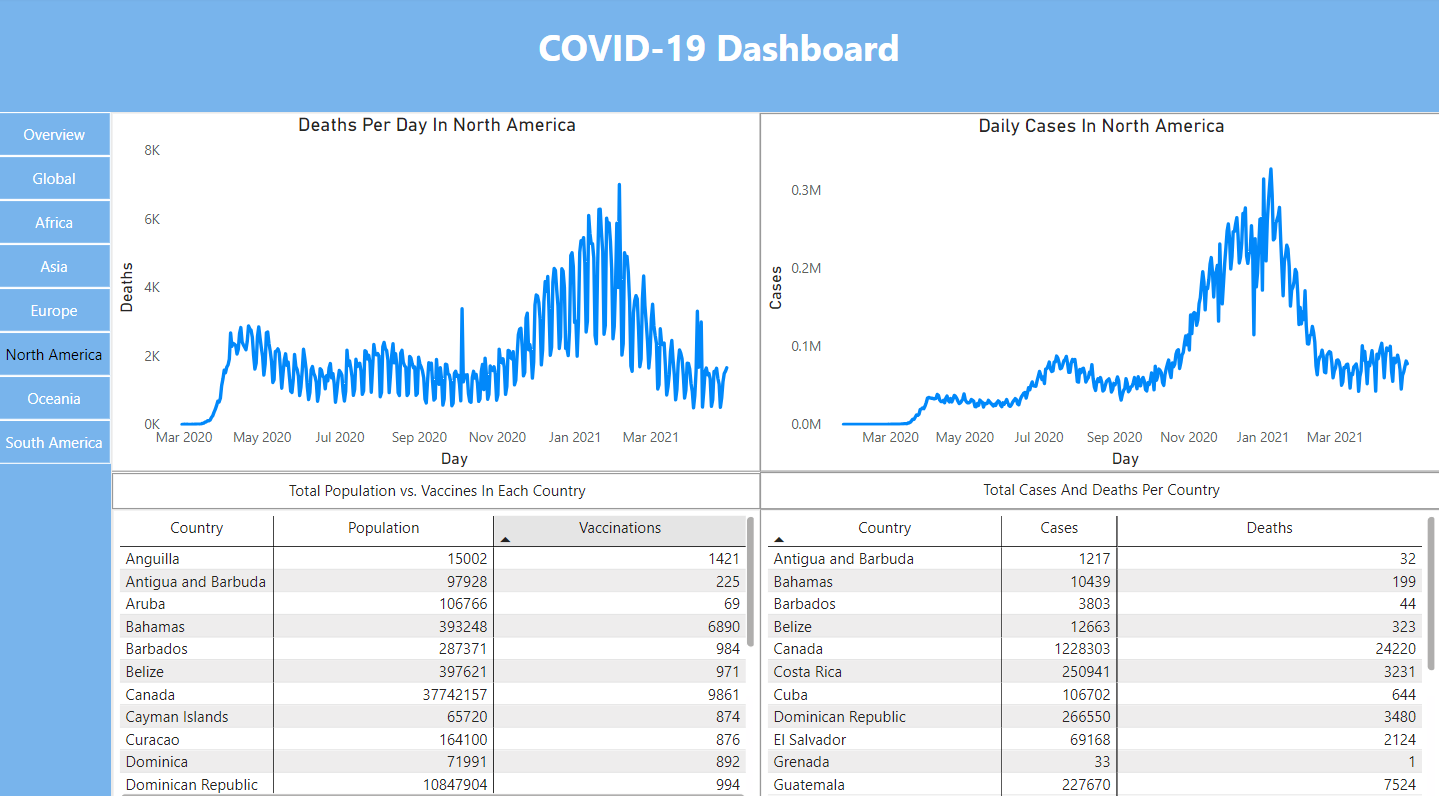 COVID-19 Dashboard
Overview
Global
Africa
Asia
Europe
North America
Oceania
South America
Deaths Per Day In North America
8K
6K
4K
2K
0K
Deaths
Mar 2020 May 2020 Jul 2020 Sep 2020 Nov 2020 Jan 2021 Mar 2021
Day
Daily Cases In North America
0.3M
0.2M
0.1M
0.0M
Cases
Mar 2020 May 2020 Jul 2020 Sep 2020 Nov 2020 Jan 2021 Mar 2021
Day
Total Population vs. Vaccines In Each Country
Country Population Vaccinations
Anguilla 15002 1421
Antigua and Barbuda 97928 225
Aruba 106766 69
Bahamas 393248 6890
Barbados 287371 984
Belize 397621 971
Canada 37742157 9861
Cayman Islands 65720 874
Curacao 164100 876
Dominica 71991 892
Dominican Republic 10847904 994
Total Cases And Deaths Per Country
Country Cases Deaths
Antigua and Barbuda 1217 32
Bahamas 10439 199
Barbados 3803 44
Belize 12663 323
Canada 1228303 24220
Costa Rica 250941 3231
Cuba 106702 644
Dominican Republic 266550 3480
El Salvador 69168 2124
Grenada 33 1
Guatemala 227670 7524